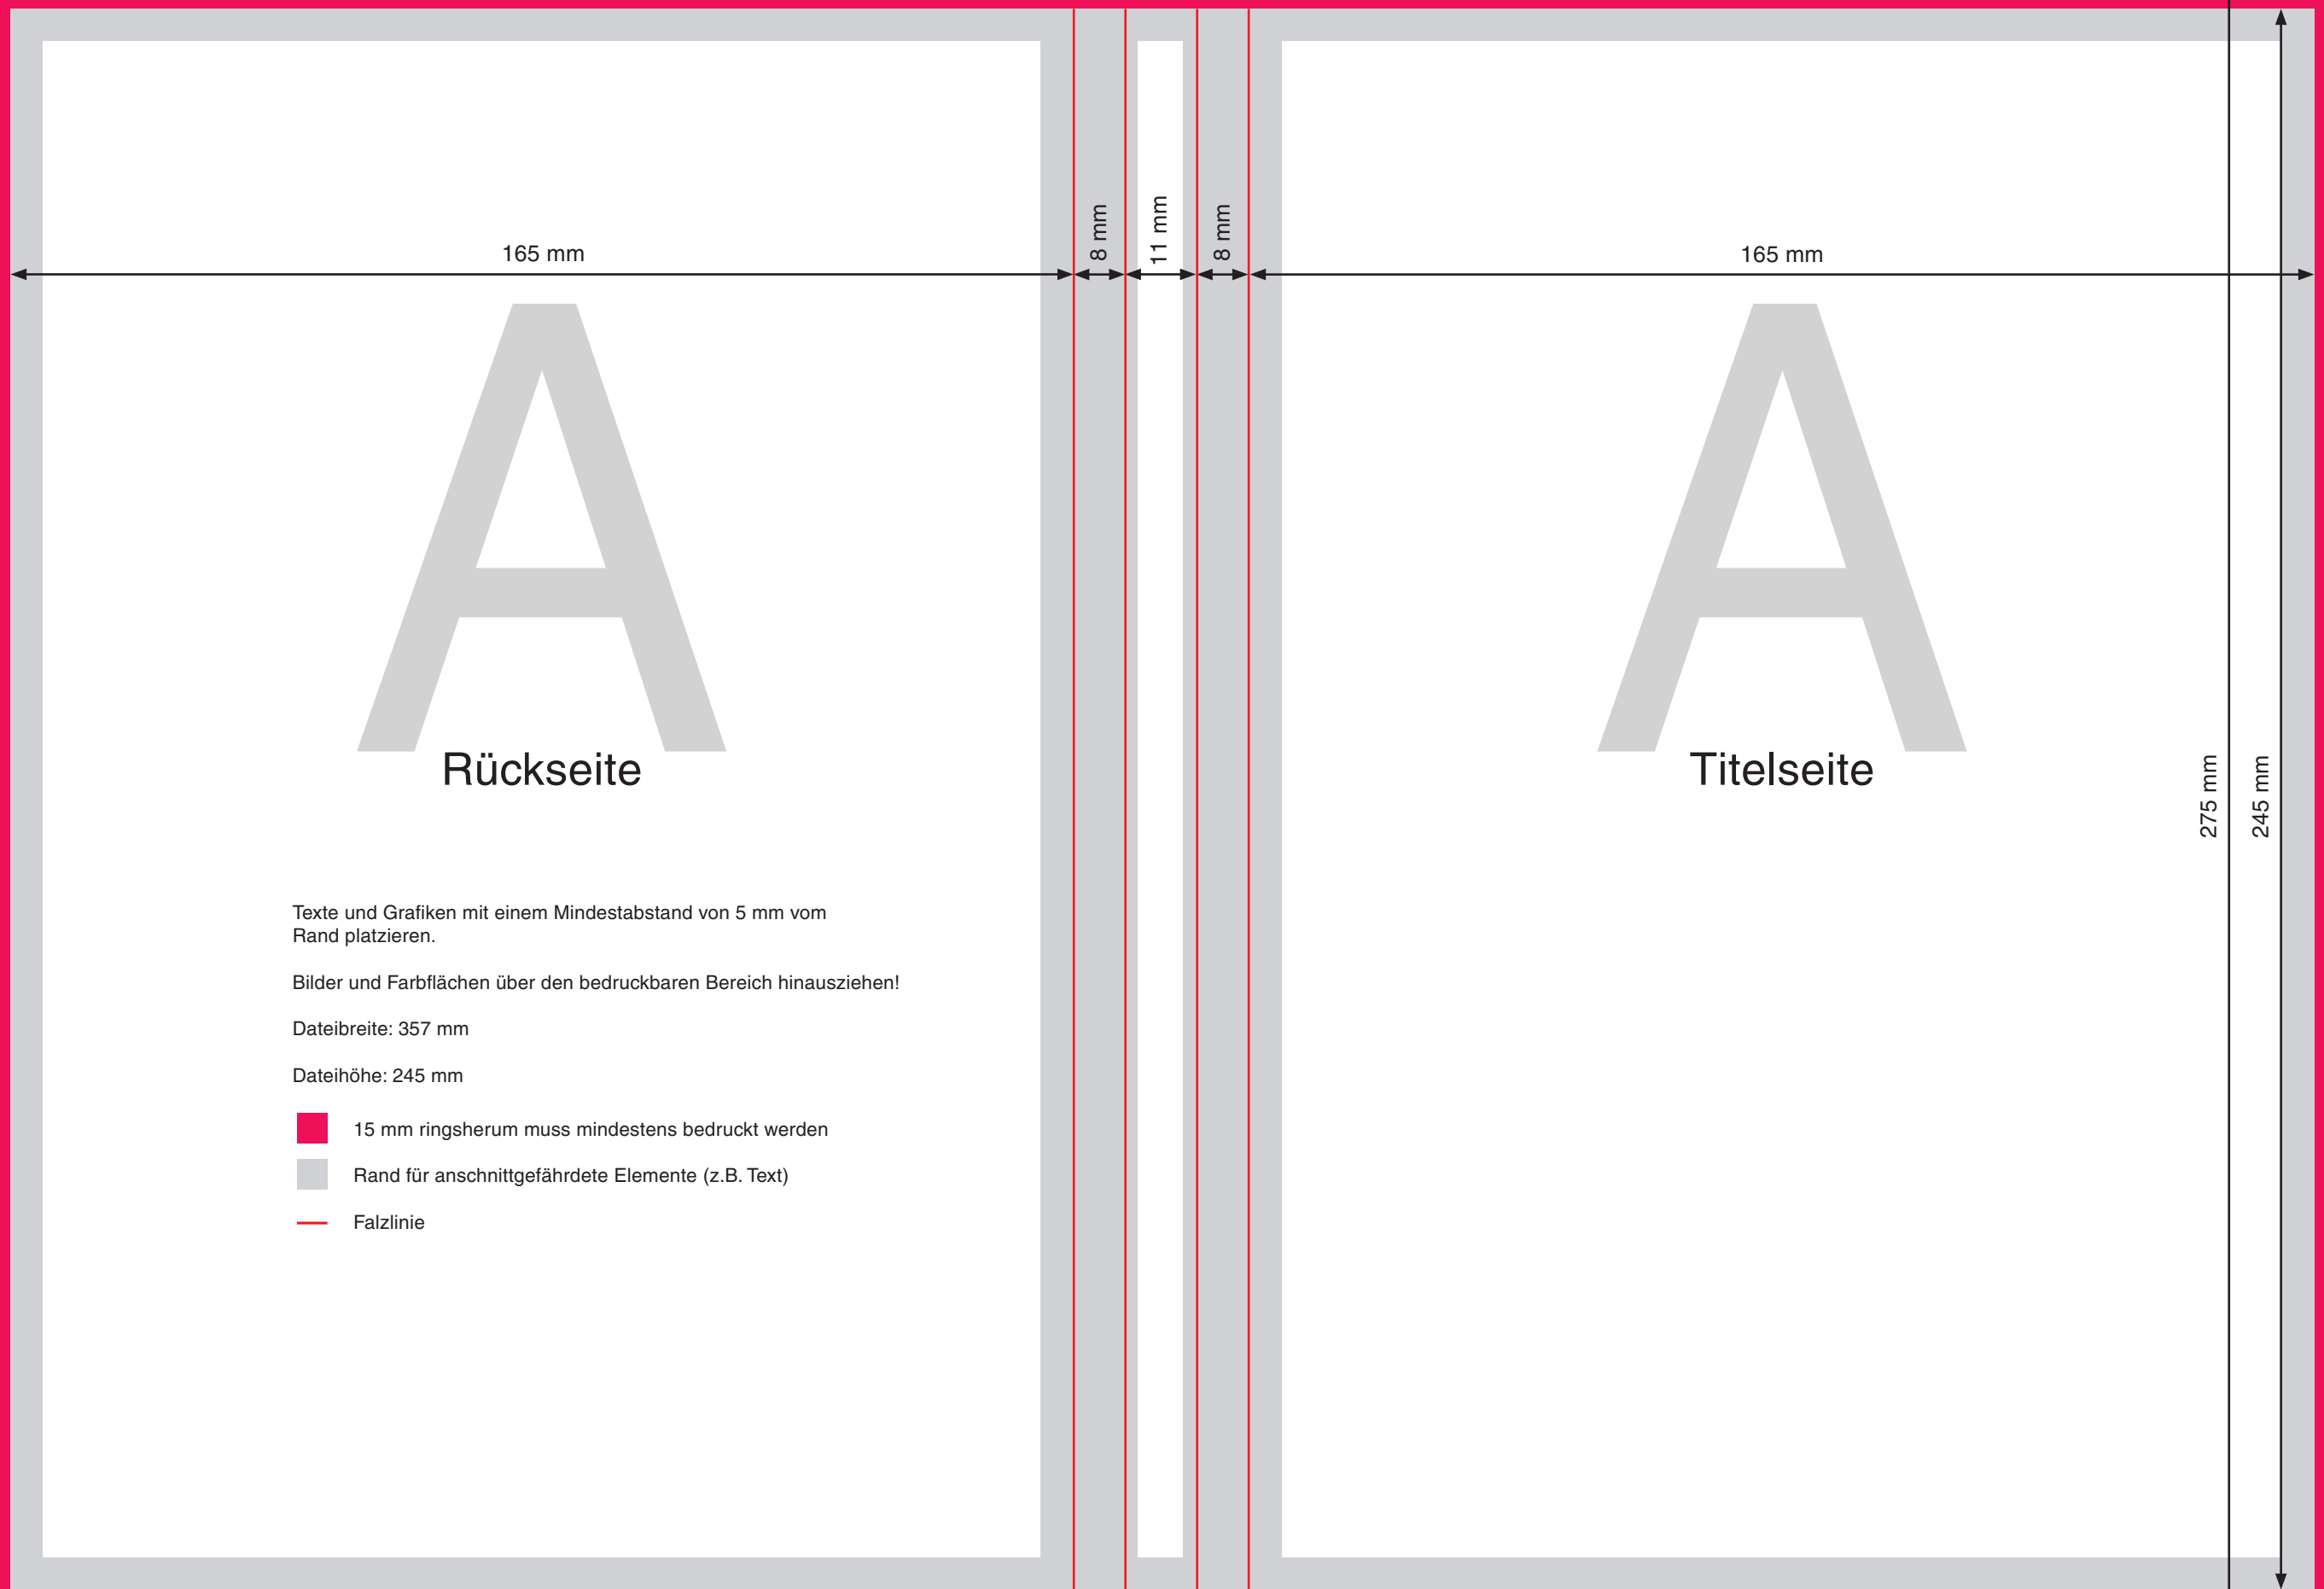 8 mm
11 mm
8 mm
165 mm
165 mm
A
A
Rückseite
Titelseite
275 mm
245 mm
Texte und Grafiken mit einem Mindestabstand von 5 mm vom
Rand platzieren.
Bilder und Farbflächen über den bedruckbaren Bereich hinausziehen!
Dateibreite: 357 mm
Dateihöhe: 245 mm
15 mm ringsherum muss mindestens bedruckt werden
Rand für anschnittgefährdete Elemente (z.B. Text)
Falzlinie